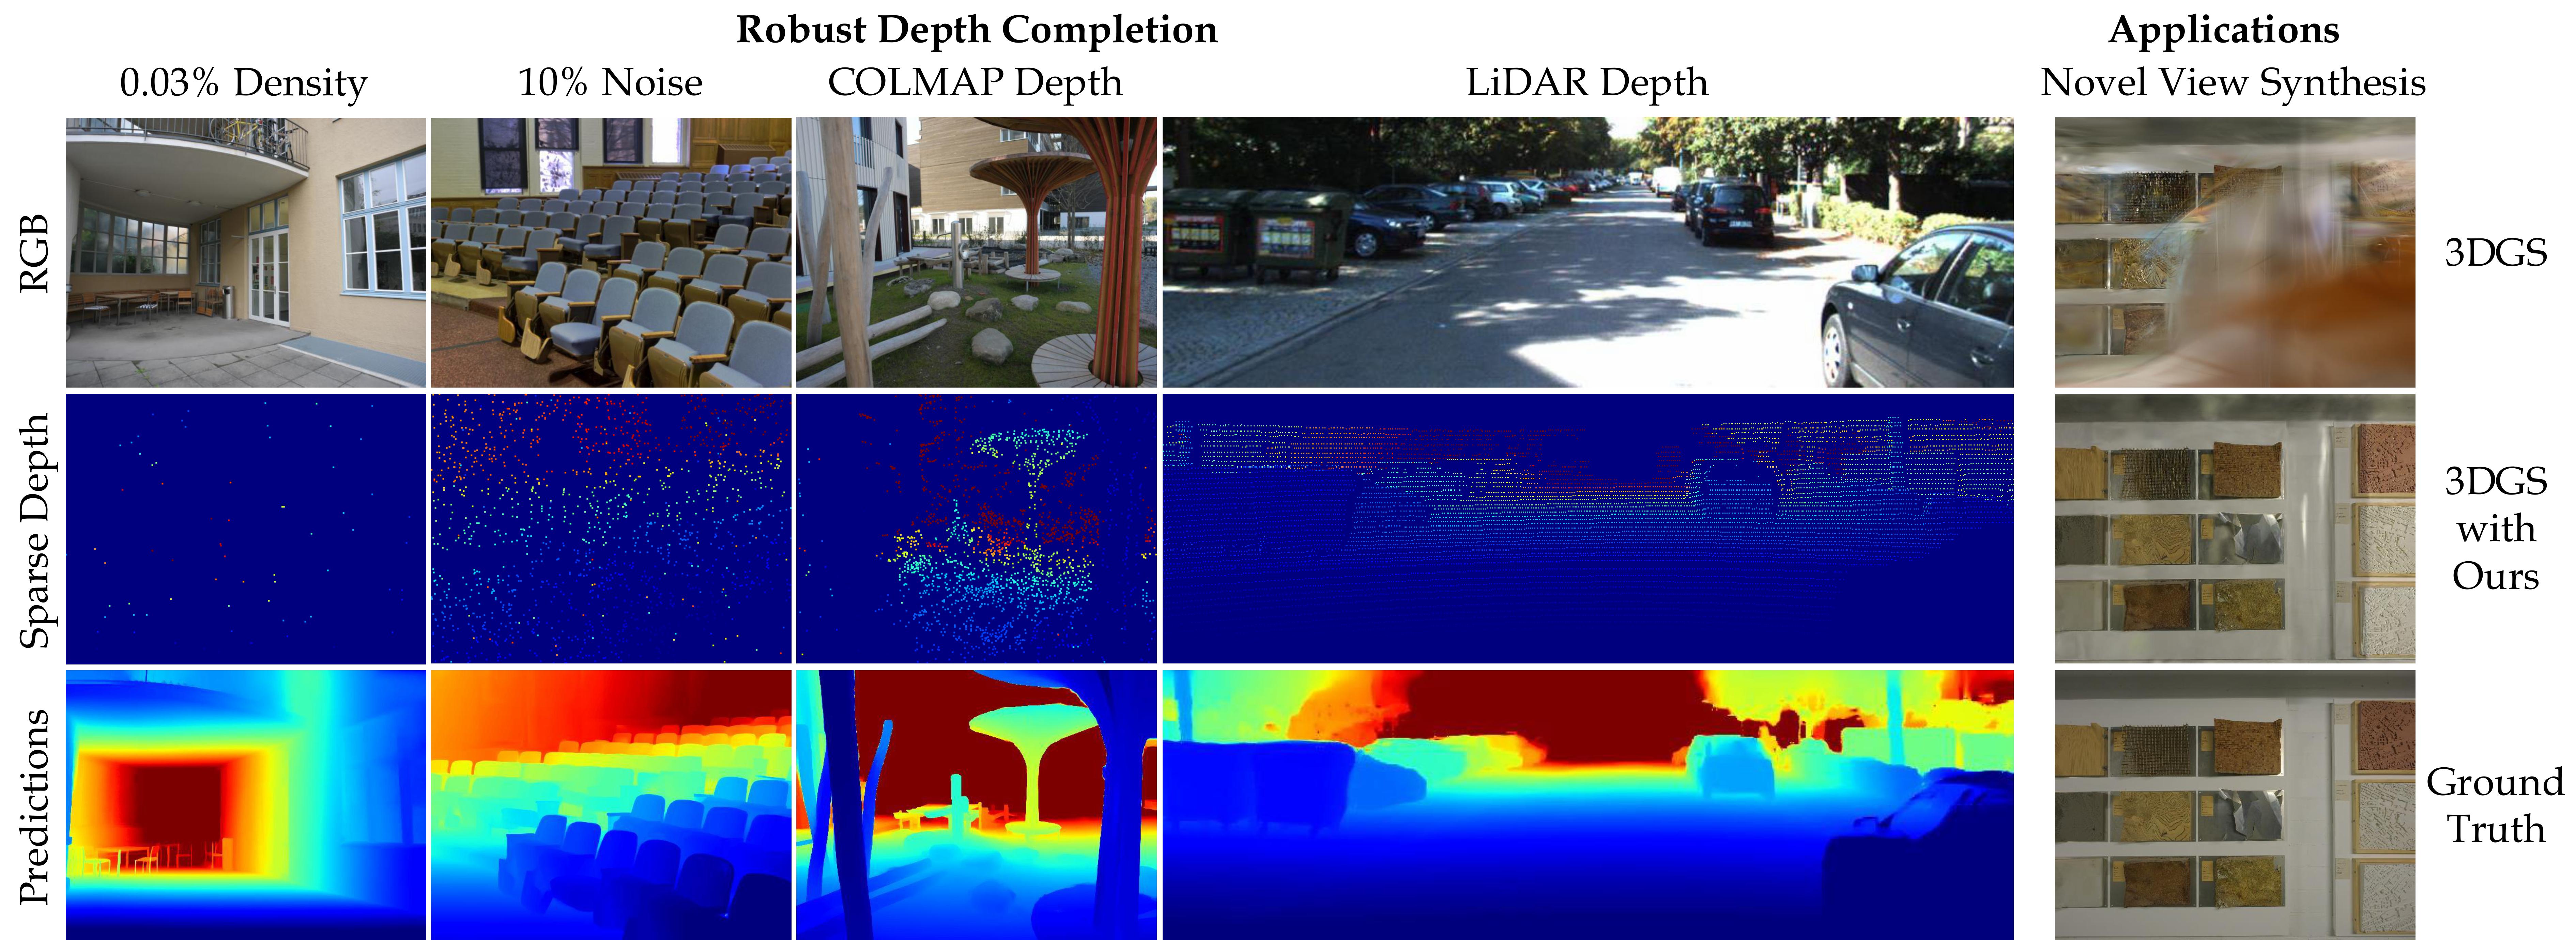 Robust Depth Completion
Applications
0.03% Density
10% Noise
COLMAP Depth
LiDAR Depth
Novel View Synthesis
RGB
3DGS
Sparse Depth
3DGS
with
Ours
Predictions
Ground
Truth